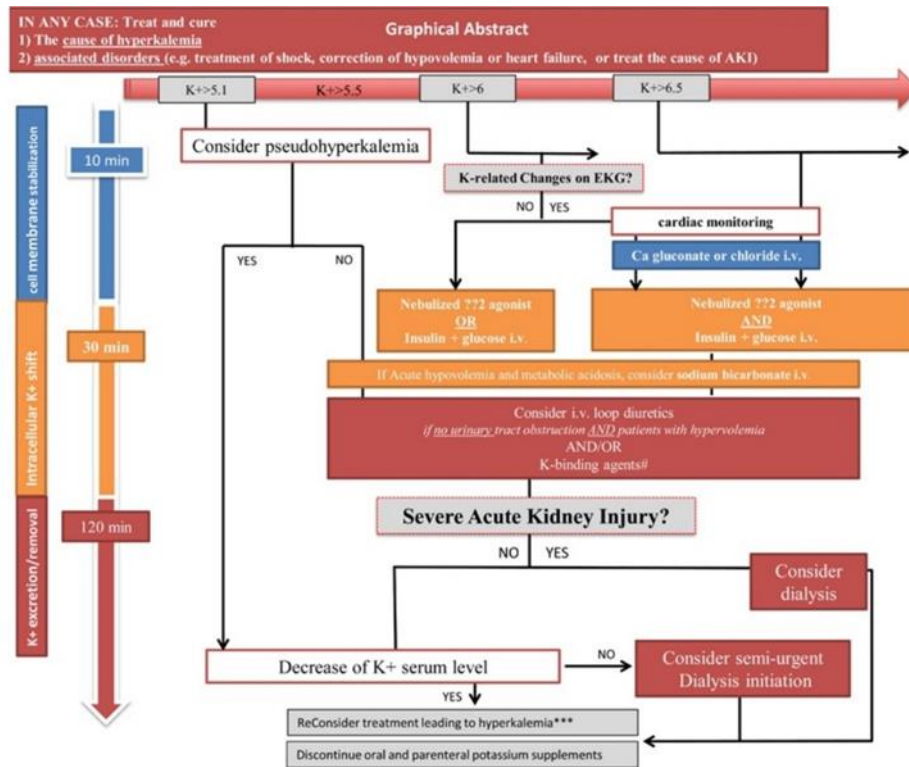 IN ANY CASE: Treat and cure
Graphical Abstract
1) The cause of hyperkalemia
2) associated disorders (e.g. treatment of shock, correction of hypovolemia or heart failure, or treat the cause of AKI)
K+>5.1
K+>5.5
K+>6
K+>6.5
cell membrane stabilization
10 min
Consider pseudohyperkalemia
K-related Changes on EKG?
NO
YES
cardiac monitoring
Ca gluconate or chloride i.v.
YES
NO
Intracellular K+ shift
30 min
Nebulized ??2 agonist
OR
Insulin + glucose i.v.
Nebulized ??2 agonist
AND
Insulin + glucose i.v.
If Acute hypovolemia and metabolic acidosis, consider sodium bicarbonate i.v.
Consider i.v. loop diuretics
if no urinary tract obstruction AND patients with hypervolemia
AND/OR
K-binding agents#
K+ excretion/removal
120 min
Severe Acute Kidney Injury?
NO
YES
Consider
dialysis
Decrease of K+ serum level
NO
Consider semi-urgent
Dialysis initiation
YES
ReConsider treatment leading to hyperkalemia***
Discontinue oral and parenteral potassium supplements